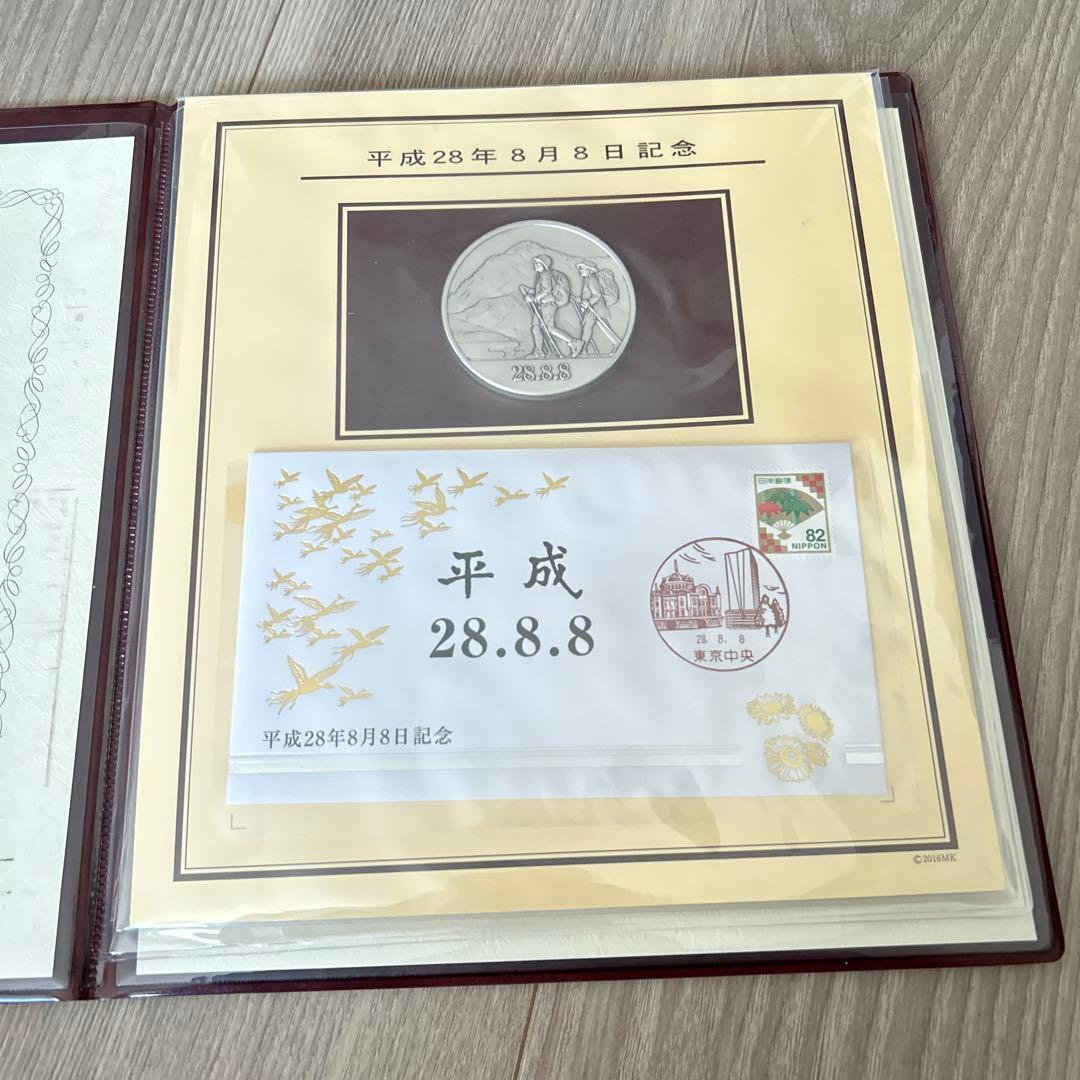 平成28年8月8日記念
28.8.8
日本郵便
82
NIPPON
平成
28.8.8
28. 8. 8
東京中央
平成28年8月8日記念
©2016MK